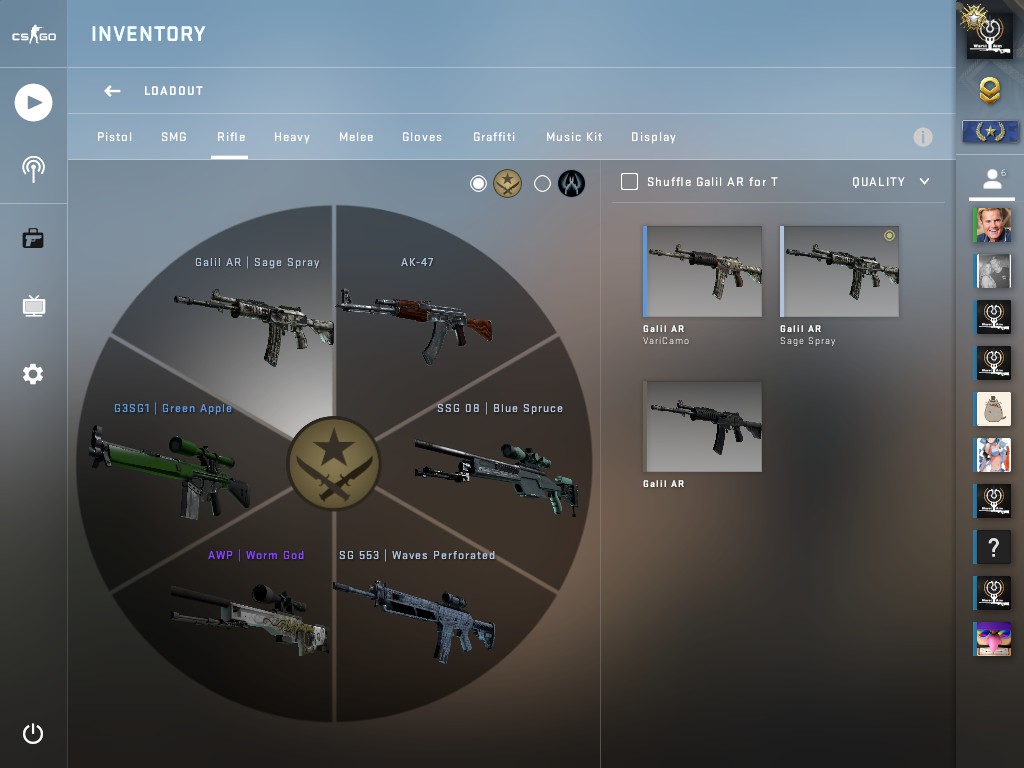 CS GO
INVENTORY
LOADOUT
Pistol SMG Rifle Heavy Melee Gloves Graffiti Music Kit Display
i
Shuffle Galil AR for T QUALITY
6
Galil AR | Sage Spray
AK-47
G3SG1 | Green Apple
SSG 08 | Blue Spruce
AWP | Worm God
SG 553 | Waves Perforated
Galil AR
VariCamo
Galil AR
Sage Spray
Galil AR
?